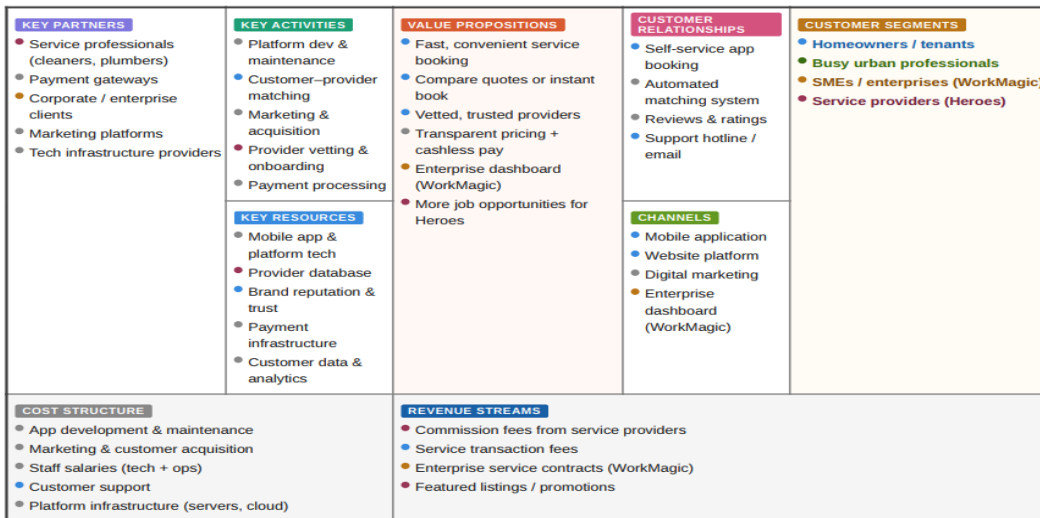 KEY PARTNERS
Service professionals
(cleaners, plumbers)
Payment gateways
Corporate / enterprise
clients
Marketing platforms
Tech infrastructure providers
KEY ACTIVITIES
Platform dev &
maintenance
Customer–provider
matching
Marketing &
acquisition
Provider vetting &
onboarding
Payment processing
KEY RESOURCES
Mobile app &
platform tech
Provider database
Brand reputation &
trust
Payment
infrastructure
Customer data &
analytics
VALUE PROPOSITIONS
Fast, convenient service
booking
Compare quotes or instant
book
Vetted, trusted providers
Transparent pricing +
cashless pay
Enterprise dashboard
(WorkMagic)
More job opportunities for
Heroes
CUSTOMER
RELATIONSHIPS
Self-service app
booking
Automated
matching system
Reviews & ratings
Support hotline /
email
CHANNELS
Mobile application
Website platform
Digital marketing
Enterprise
dashboard
(WorkMagic)
CUSTOMER SEGMENTS
Homeowners / tenants
Busy urban professionals
SMEs / enterprises (WorkMagic)
Service providers (Heroes)
COST STRUCTURE
App development & maintenance
Marketing & customer acquisition
Staff salaries (tech + ops)
Customer support
Platform infrastructure (servers, cloud)
REVENUE STREAMS
Commission fees from service providers
Service transaction fees
Enterprise service contracts (WorkMagic)
Featured listings / promotions